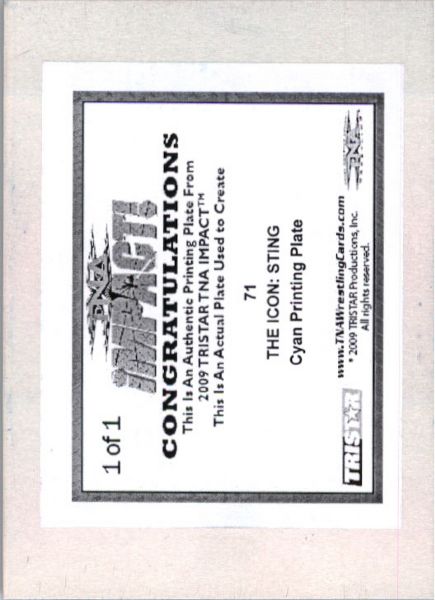 1 of 1
TNA
IMPACT!
CONGRATULATIONS
This Is An Authentic Printing Plate From
2009 TRISTAR TNA IMPACT™
This Is An Actual Plate Used to Create
71
THE ICON: STING
Cyan Printing Plate
www.TNAWrestlingCards.com
* 2009 TRISTAR Productions, Inc.
All rights reserved.
TRISTAR
TNA